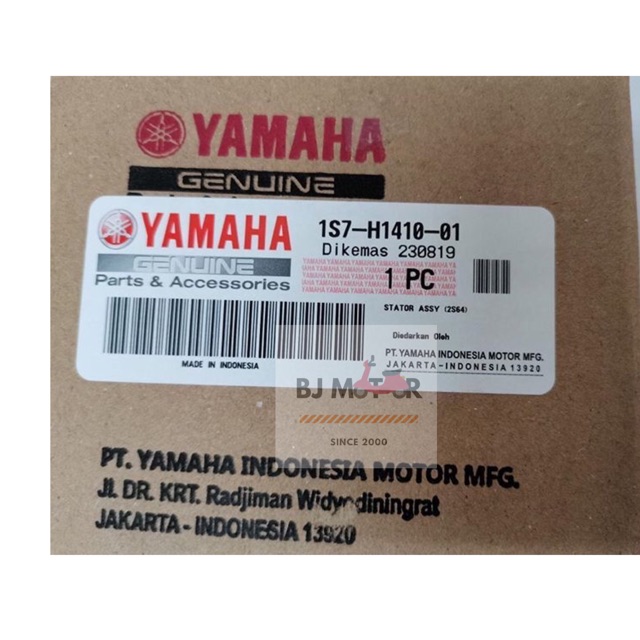 YAMAHA
GENUINE
YAMAHA
GENUINE
Parts & Accessories
1S7-H1410-01
Dikemas 230819
1 PC
STATOR ASSY (2S64)
MADE IN INDONESIA
Diedarkan Oleh
PT. YAMAHA INDONESIA MOTOR MFG.
JAKARTA - INDONESIA 13920
BJ MOTOR
SINCE 2000
PT. YAMAHA INDONESIA MOTOR MFG.
Jl. DR. KRT. Radjiman Widyodiningrat
JAKARTA - INDONESIA 13920